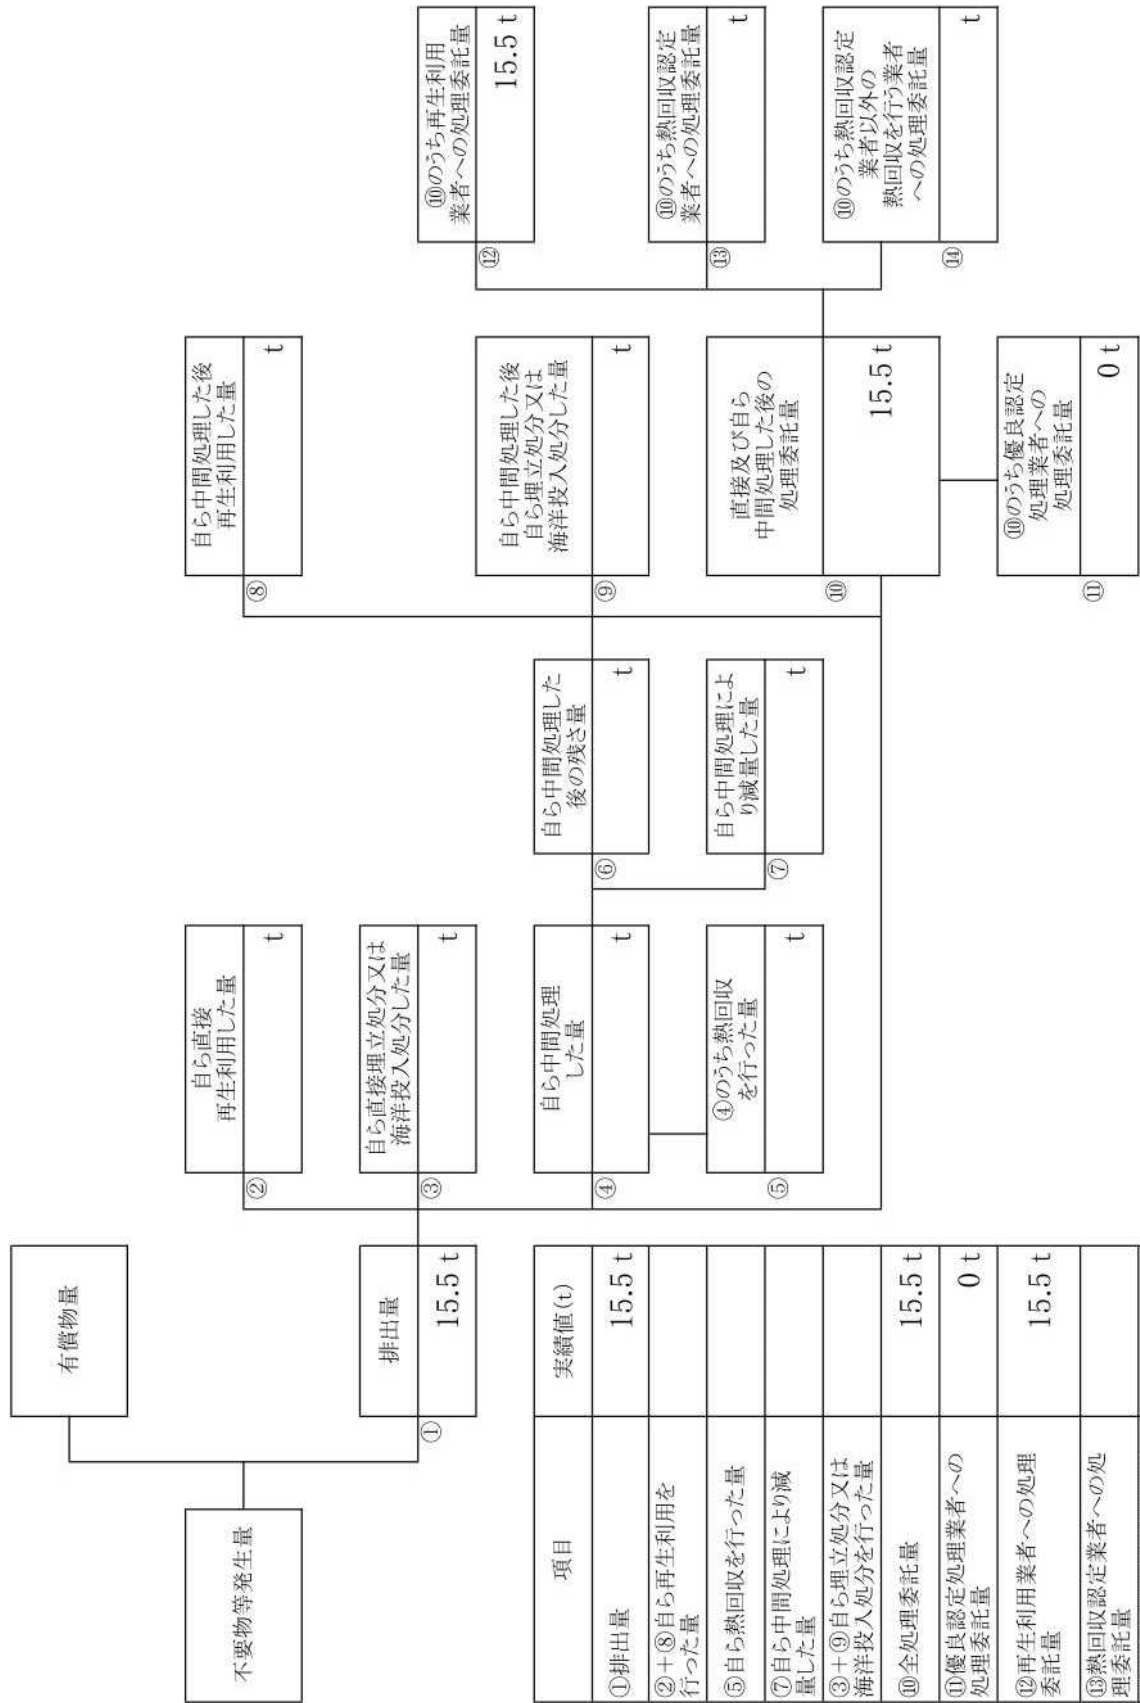 不要物等発生量
有償物量
①
排出量
15.5 t
②
自ら直接
再生利用した量
t
③
自ら直接埋立処分又は
海洋投入処分した量
t
④
自ら中間処理
した量
t
⑤
④のうち熱回収
を行った量
t
⑥
自ら中間処理した
後の残さ量
t
⑦
自ら中間処理によ
り減量した量
t
⑧
自ら中間処理した後
再生利用した量
t
⑨
自ら中間処理した後
自ら埋立処分又は
海洋投入処分した量
t
⑩
直接及び自ら
中間処理した後の
処理委託量
15.5 t
⑪
⑩のうち優良認定
処理業者への
処理委託量
0 t
⑫
⑩のうち再生利用
業者への処理委託量
15.5 t
⑬
⑩のうち熱回収認定
業者への処理委託量
t
⑭
⑩のうち熱回収認定
業者以外の
熱回収を行う業者
への処理委託量
t
項目 実績値(t)
①排出量 15.5 t
②+⑧自ら再生利用を
行った量
⑤自ら熱回収を行った量
⑦自ら中間処理により減
量した量
③+⑨自ら埋立処分又は
海洋投入処分を行った量
⑩全処理委託量 15.5 t
⑪優良認定処理業者への
処理委託量 0 t
⑫再生利用業者への処理
委託量 15.5 t
⑬熱回収認定業者への処
理委託量